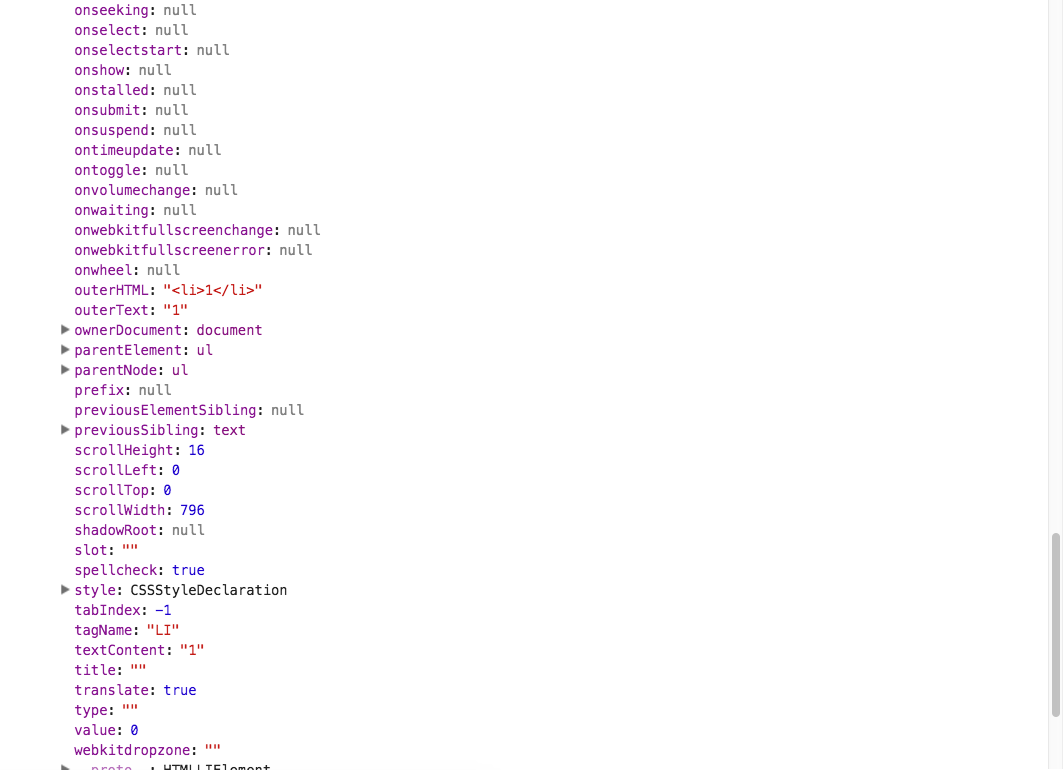 onseeking: null
onselect: null
onselectstart: null
onshow: null
onstalled: null
onsubmit: null
onsuspend: null
ontimeupdate: null
ontoggle: null
onvolumechange: null
onwaiting: null
onwebkitfullscreenchange: null
onwebkitfullscreenerror: null
onwheel: null
outerHTML: "<li>1</li>"
outerText: "1"
ownerDocument: document
parentElement: ul
parentNode: ul
prefix: null
previousElementSibling: null
previousSibling: text
scrollHeight: 16
scrollLeft: 0
scrollTop: 0
scrollWidth: 796
shadowRoot: null
slot: ""
spellcheck: true
style: CSSStyleDeclaration
tabIndex: -1
tagName: "LI"
textContent: "1"
title: ""
translate: true
type: ""
value: 0
webkitdropzone: ""
__proto__: HTMLLIElement